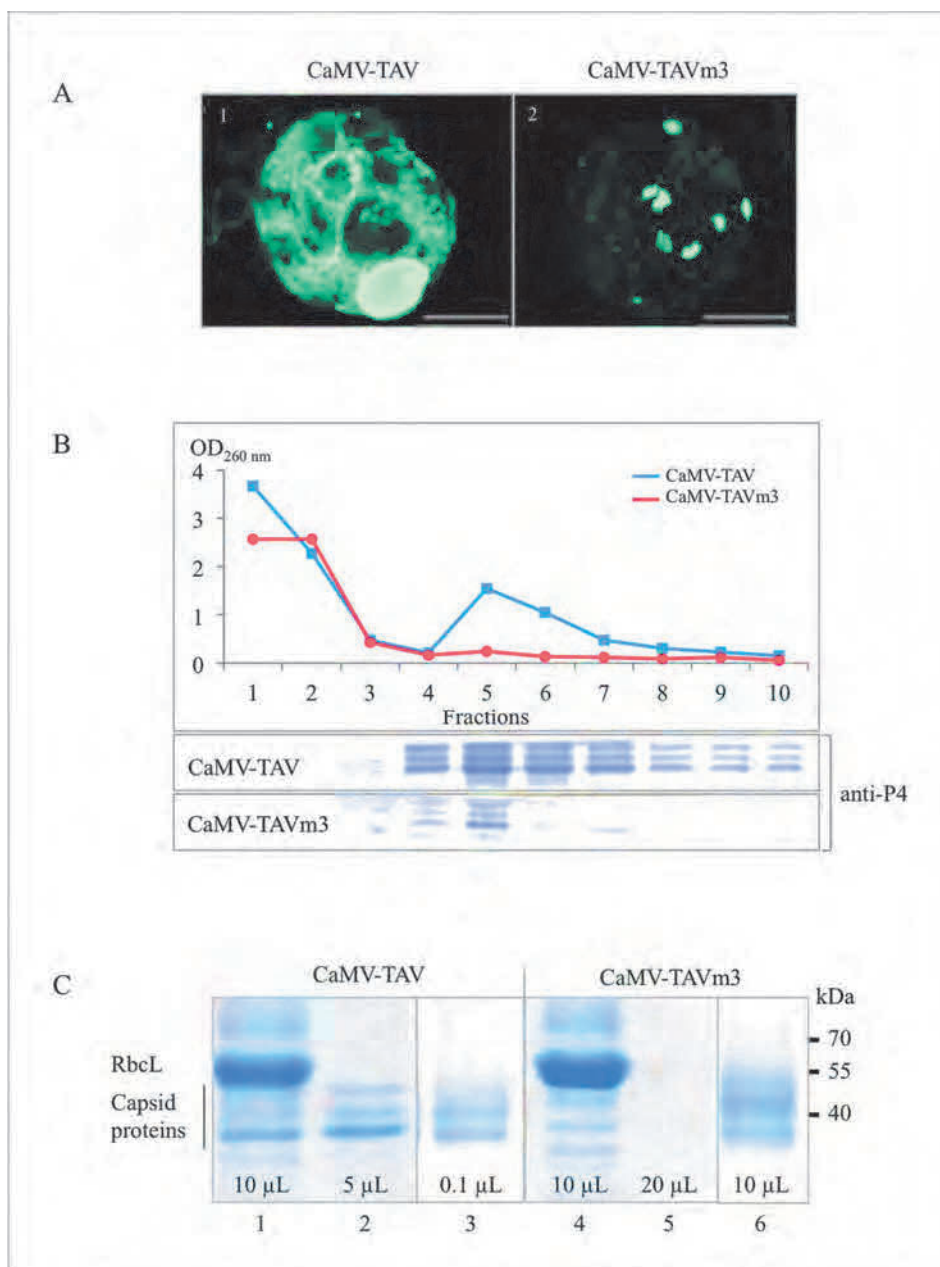 CaMV-TAV CaMV-TAVm3
A
1 2
B
OD260 nm
CaMV-TAV
CaMV-TAVm3
4
3
2
1
0
1 2 3 4 5 6 7 8 9 10
Fractions
CaMV-TAV
CaMV-TAVm3
anti-P4
C
CaMV-TAV CaMV-TAVm3
kDa
70
RbcL 55
Capsid
proteins 40
10 µL 5 µL 0.1 µL 10 µL 20 µL 10 µL
1 2 3 4 5 6